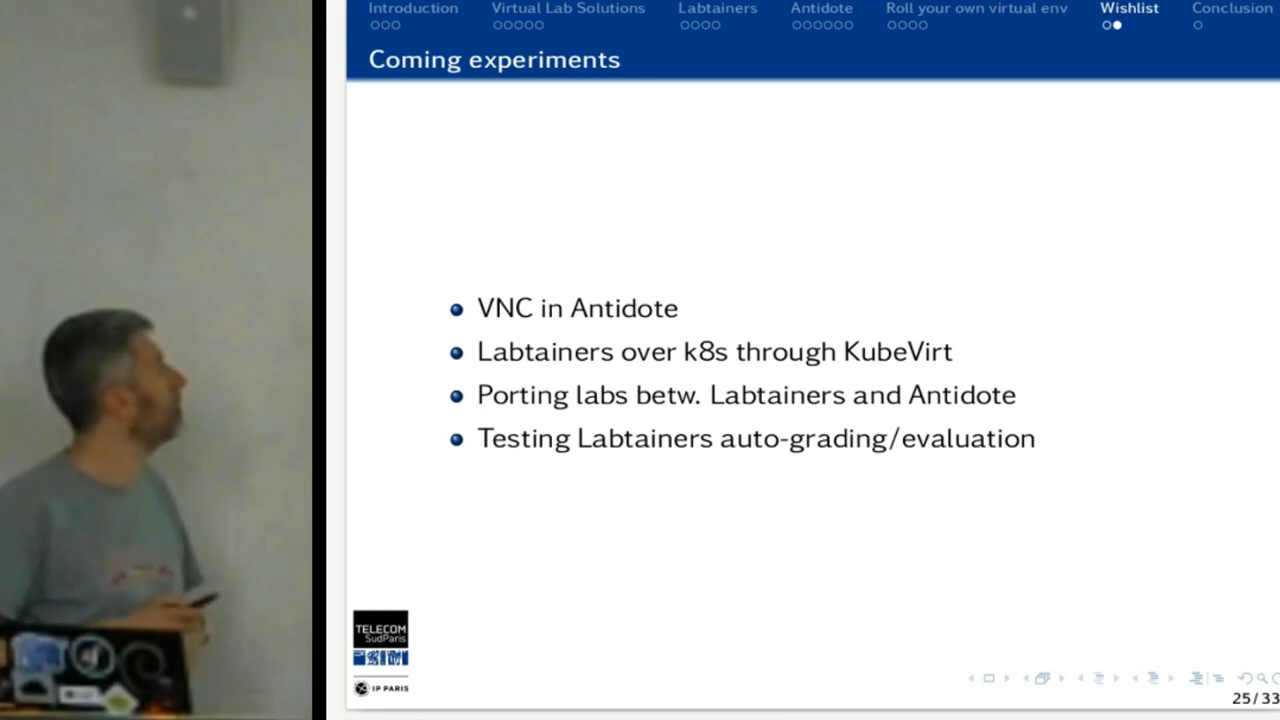 Introduction Virtual Lab Solutions Labtainers Antidote Roll your own virtual env Wishlist Conclusion
Coming experiments
VNC in Antidote
Labtainers over k8s through KubeVirt
Porting labs betw. Labtainers and Antidote
Testing Labtainers auto-grading/evaluation
TELECOM
SudParis
IP PARIS
25/33